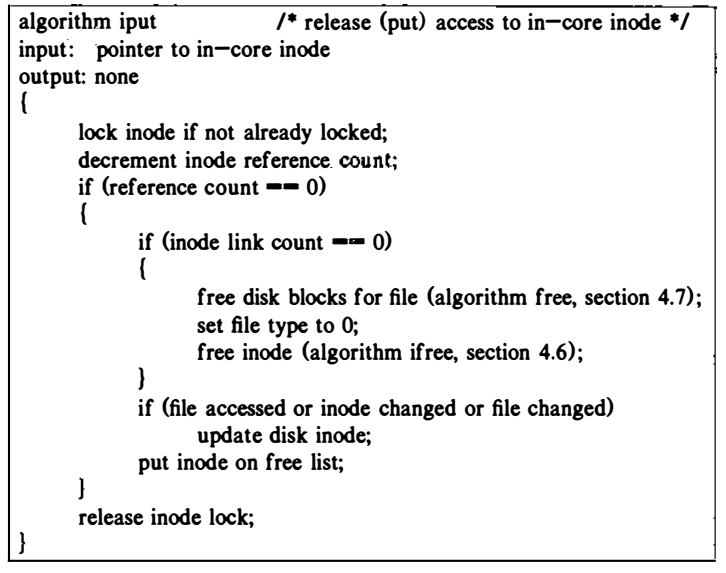 algorithm iput /* release (put) access to in-core inode */
input: pointer to in-core inode
output: none
{
lock inode if not already locked;
decrement inode reference count;
if (reference count == 0)
{
if (inode link count == 0)
{
free disk blocks for file (algorithm free, section 4.7);
set file type to 0;
free inode (algorithm ifree, section 4.6);
}
if (file accessed or inode changed or file changed)
update disk inode;
put inode on free list;
}
release inode lock;
}